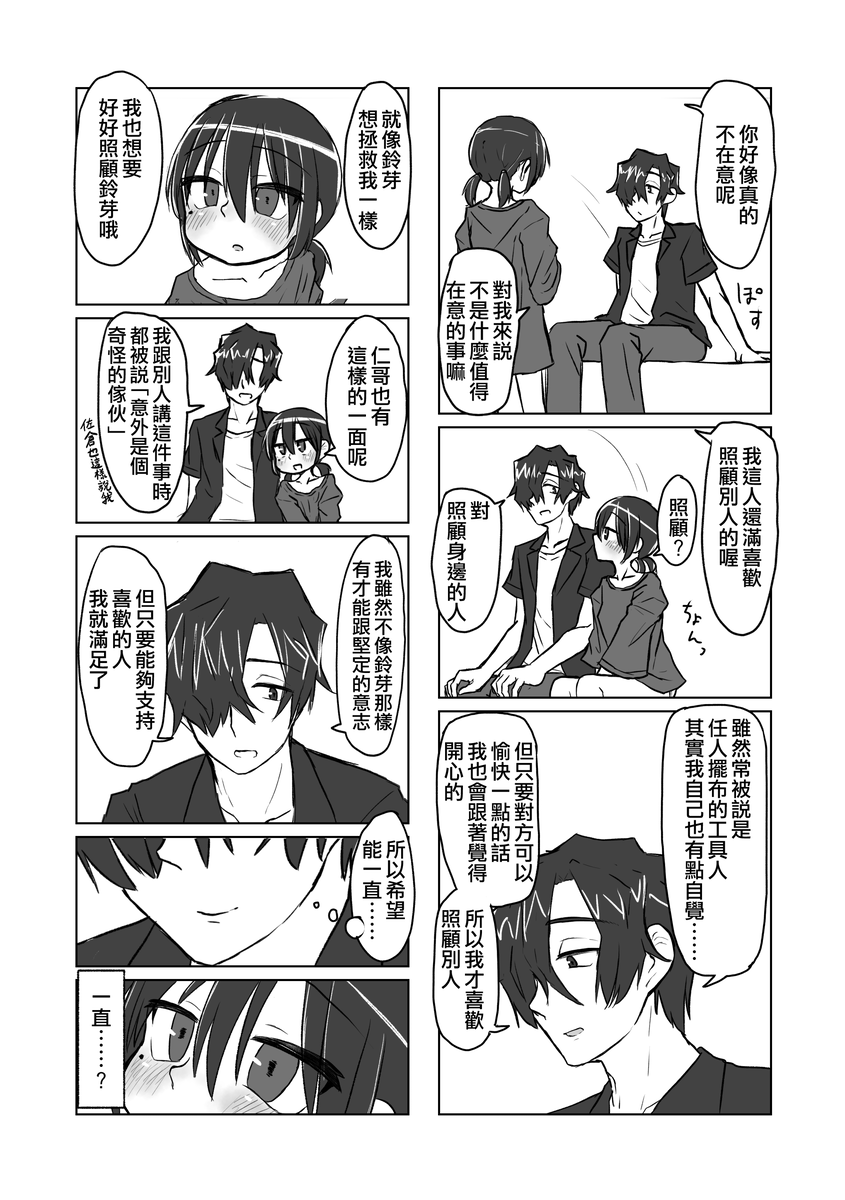 你好像真的
不在意呢
ぽす
對我來說
不是什麼值得
在意的事嘛
我這人還滿喜歡
照顧別人的喔
照顧？
對
照顧身邊的人
ちょんっ
雖然常被說是
任人擺布的工具人
其實我自己也有點自覺……
但只要對方可以
愉快一點的話
我也會跟著覺得
開心的
所以我才喜歡
照顧別人
就像鈴芽
想拯救我一樣
我也想要
好好照顧鈴芽哦
仁哥也有
這樣的一面呢
我跟別人講這件事時
都被説「意外是個
奇怪的傢伙」
佐倉也這樣說我
我雖然不像鈴芽那樣
有才能跟堅定的意志
但只要能夠支持
喜歡的人
我就滿足了
所以希望
能一直……
一直……？